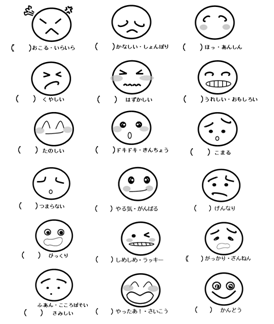 (　　)おこる・いらいら
(　　)かなしい・しょんぼり
(　　)ほっ・あんしん
(　　)くやしい
(　　)はずかしい
(　　)うれしい・おもしろい
(　　)たのしい
(　　)ドキドキ・きんちょう
(　　)こまる
(　　)つまらない
(　　)やる気・がんばる
(　　)げんなり
(　　)びっくり
(　　)しめしめ・ラッキー
(　　)がっかり・ざんねん
ふあん・こころぼそい
(　　)さみしい
(　　)やったあ!・さいこう
(　　)かんどう